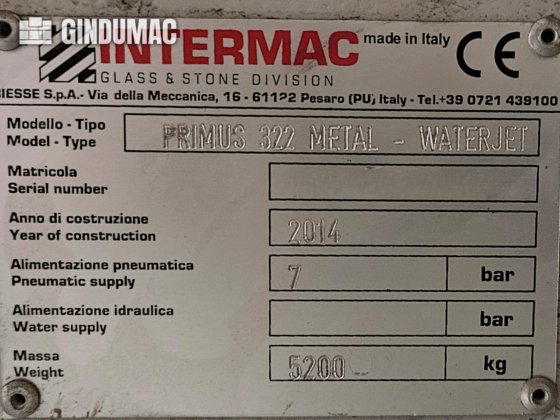 GINDUMAC
INTERMAC made in Italy CE
GLASS & STONE DIVISION
BIESSE S.p.A.- Via della Meccanica, 16 - 61122 Pesaro (PU) Italy - Tel.+39 0721 439100
Modello - Tipo
Model - Type
PRIMUS 322 METAL - WATERJET
Matricola
Serial number
Anno di costruzione
Year of construction
2014
Alimentazione pneumatica
Pneumatic supply
7 bar
Alimentazione idraulica
Water supply
bar
Massa
Weight
5200 kg